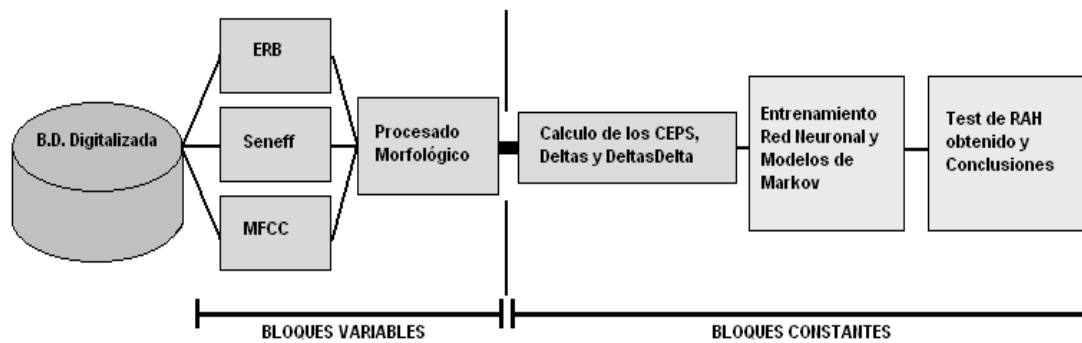 B.D. Digitalizada
ERB
Seneff
MFCC
Procesado
Morfológico
Calculo de los CEPS,
Deltas y DeltasDelta
Entrenamiento
Red Neuronal y
Modelos de
Markov
Test de RAH
obtenido y
Conclusiones
BLOQUES VARIABLES
BLOQUES CONSTANTES